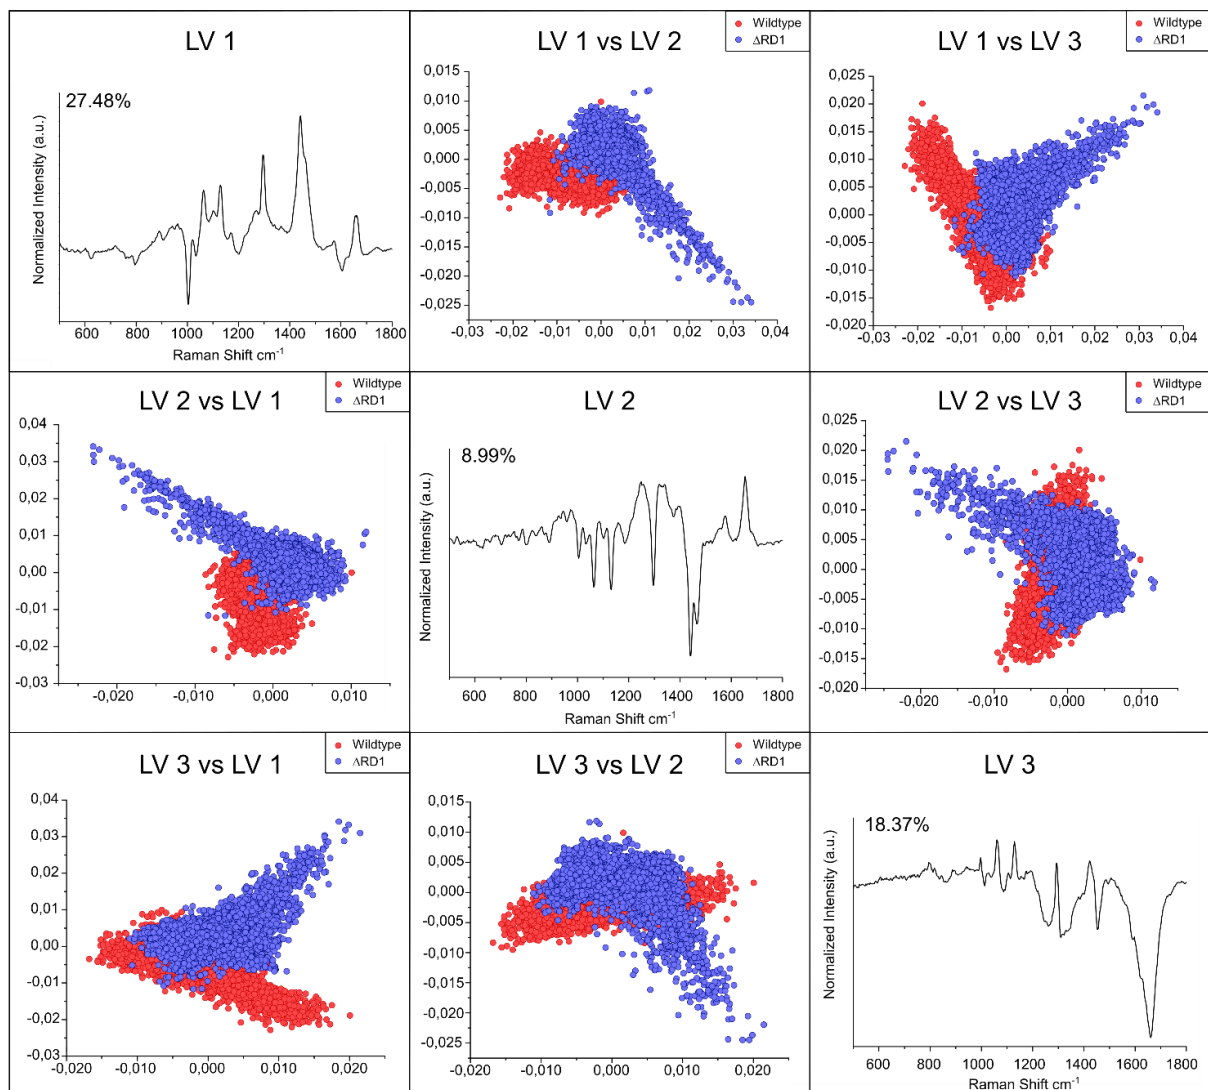 LV 1
27.48%
Normalized Intensity (a.u.)
600 800 1000 1200 1400 1600 1800
Raman Shift cm⁻¹
LV 1 vs LV 2
Wildtype
ΔRD1
0,015
0,010
0,005
0,000
-0,005
-0,010
-0,015
-0,020
-0,025
-0,03 -0,02 -0,01 0,00 0,01 0,02 0,03 0,04
LV 1 vs LV 3
Wildtype
ΔRD1
0,025
0,020
0,015
0,010
0,005
0,000
-0,005
-0,010
-0,015
-0,020
-0,03 -0,02 -0,01 0,00 0,01 0,02 0,03 0,04
LV 2 vs LV 1
Wildtype
ΔRD1
0,04
0,03
0,02
0,01
0,00
-0,01
-0,02
-0,03
-0,020 -0,010 0,000 0,010
LV 2
8.99%
Normalized Intensity (a.u.)
600 800 1000 1200 1400 1600 1800
Raman Shift cm⁻¹
LV 2 vs LV 3
Wildtype
ΔRD1
0,025
0,020
0,015
0,010
0,005
0,000
-0,005
-0,010
-0,015
-0,020
-0,020 -0,010 0,000 0,010
LV 3 vs LV 1
Wildtype
ΔRD1
0,04
0,03
0,02
0,01
0,00
-0,01
-0,02
-0,03
-0,020 -0,010 0,000 0,010 0,020
LV 3 vs LV 2
Wildtype
ΔRD1
0,015
0,010
0,005
0,000
-0,005
-0,010
-0,015
-0,020
-0,025
-0,020 -0,010 0,000 0,010 0,020
LV 3
18.37%
Normalized Intensity (a.u.)
600 800 1000 1200 1400 1600 1800
Raman Shift cm⁻¹